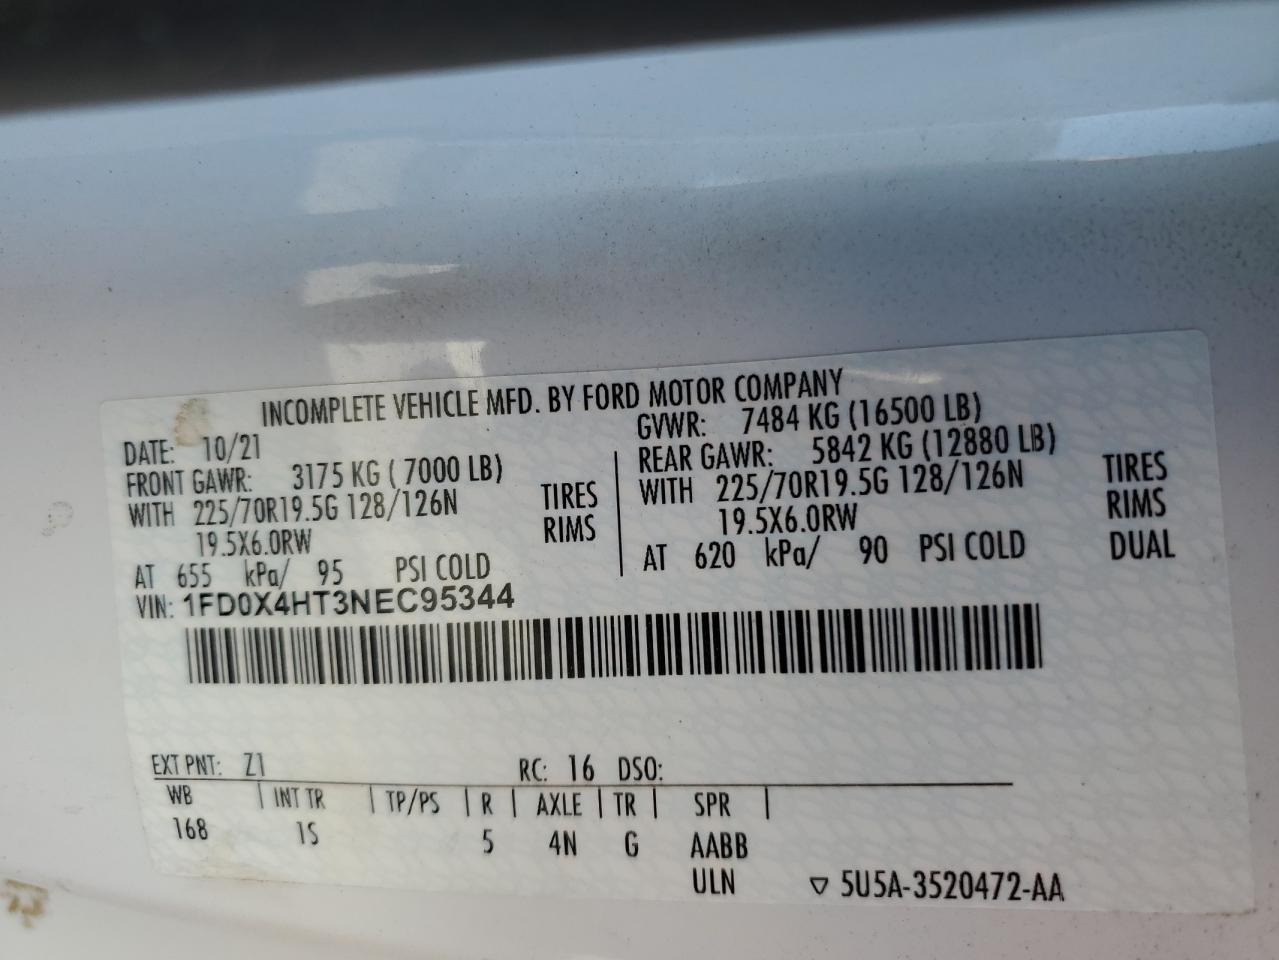 INCOMPLETE VEHICLE MFD. BY FORD MOTOR COMPANY
DATE: 10/21
FRONT GAWR: 3175 KG ( 7000 LB)
WITH 225/70R19.5G 128/126N TIRES
19.5X6.0RW RIMS
AT 655 kPa/ 95 PSI COLD
GVWR: 7484 KG (16500 LB)
REAR GAWR: 5842 KG (12880 LB)
WITH 225/70R19.5G 128/126N TIRES
19.5X6.0RW RIMS
AT 620 kPa/ 90 PSI COLD DUAL
VIN: 1FD0X4HT3NEC95344
EXT PNT: Z1 RC: 16 DSO:
WB | INT TR | TP/PS | R | AXLE | TR | SPR |
168 1S 5 4N G AABB
ULN ▽ 5U5A-3520472-AA